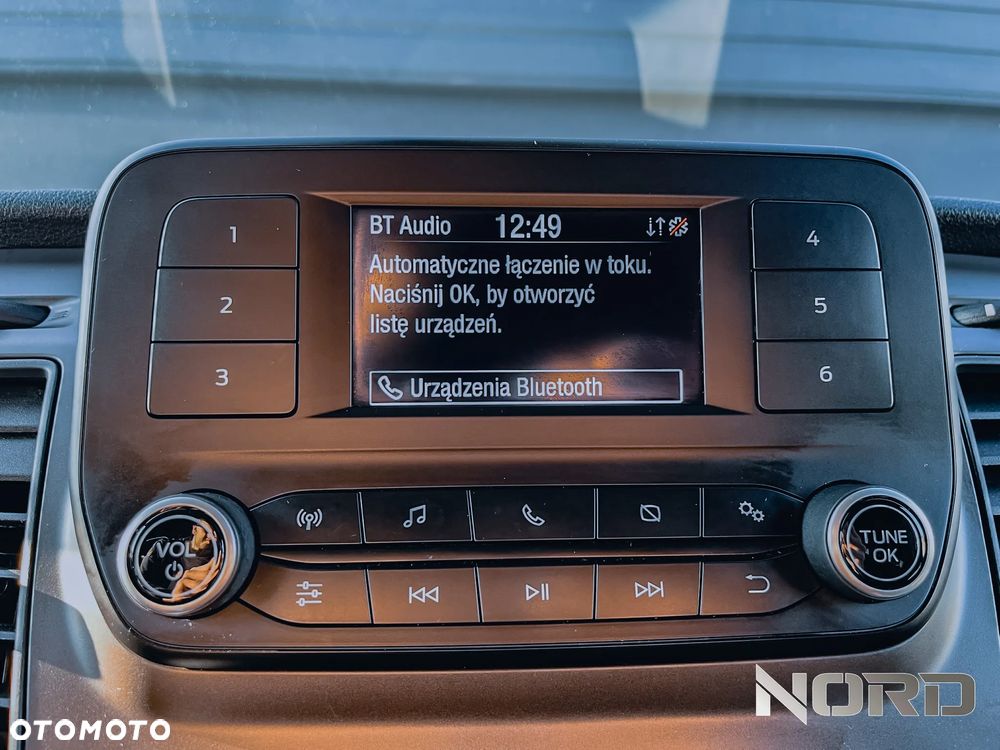 NORD
1
2
3
BT Audio 12:49
Automatyczne łączenie w toku.
Naciśnij OK, by otworzyć
listę urządzeń.
Urządzenia Bluetooth
4
5
6
VOL
TUNE
OK
OTOMOTO